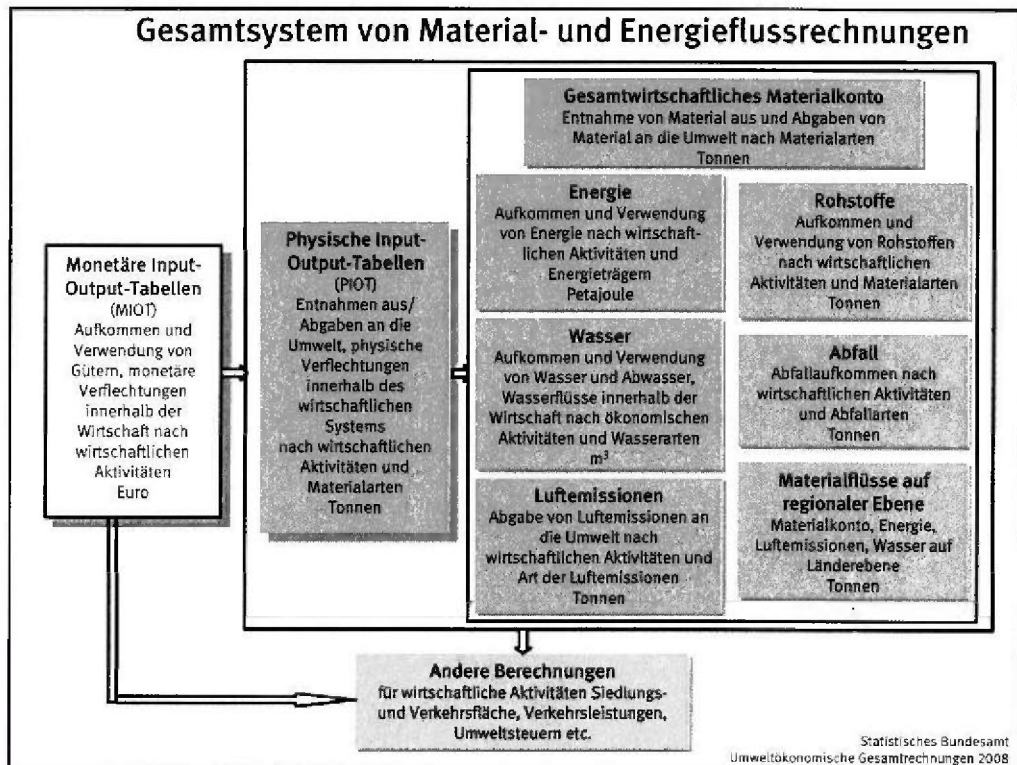 Gesamtsystem von Material- und Energieflussrechnungen
Gesamtwirtschaftliches Materialkonto
Entnahme von Material aus und Abgaben von
Material an die Umwelt nach Materialarten
Tonnen
Monetäre Input-
Output-Tabellen
(MIOT)
Aufkommen und
Verwendung von
Gütern, monetäre
Verflechtungen
innerhalb der
Wirtschaft nach
wirtschaftlichen
Aktivitäten
Euro
Physische Input-
Output-Tabellen
(PIOT)
Entnahmen aus/
Abgaben an die
Umwelt, physische
Verflechtungen
innerhalb des
wirtschaftlichen
Systems
nach wirtschaftlichen
Aktivitäten und
Materialarten
Tonnen
Energie
Aufkommen und Verwendung
von Energie nach wirtschaft-
lichen Aktivitäten und
Energieträgern
Petajoule
Rohstoffe
Aufkommen und
Verwendung von Rohstoffen
nach wirtschaftlichen
Aktivitäten und Materialarten
Tonnen
Wasser
Aufkommen und Verwendung
von Wasser und Abwasser,
Wasserflüsse innerhalb der
Wirtschaft nach ökonomischen
Aktivitäten und Wasserarten
m³
Abfall
Abfallaufkommen nach
wirtschaftlichen Aktivitäten
und Abfallarten
Tonnen
Luftemissionen
Abgabe von Luftemissionen an
die Umwelt nach
wirtschaftlichen Aktivitäten und
Art der Luftemissionen
Tonnen
Materialflüsse auf
regionaler Ebene
Materialkonto, Energie,
Luftemissionen, Wasser auf
Länderebene
Tonnen
Andere Berechnungen
für wirtschaftliche Aktivitäten Siedlungs-
und Verkehrsfläche, Verkehrsleistungen,
Umweltsteuern etc.
Statistisches Bundesamt
Umweltökonomische Gesamtrechnungen 2008